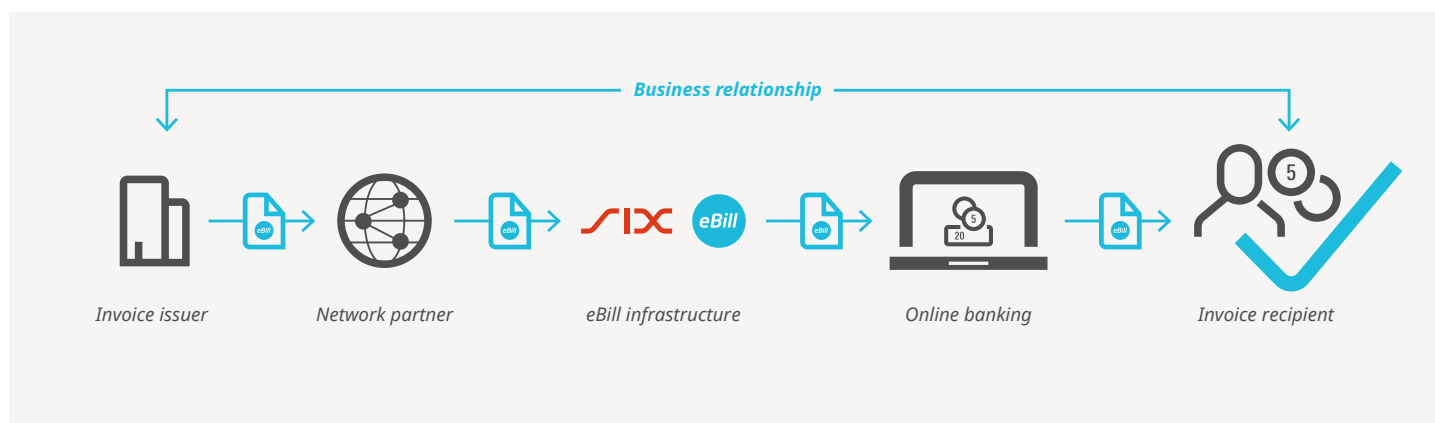 Business relationship
5
eBill
eBill
SIX eBill
eBill
5
20
eBill
Invoice issuer
Network partner
eBill infrastructure
Online banking
Invoice recipient